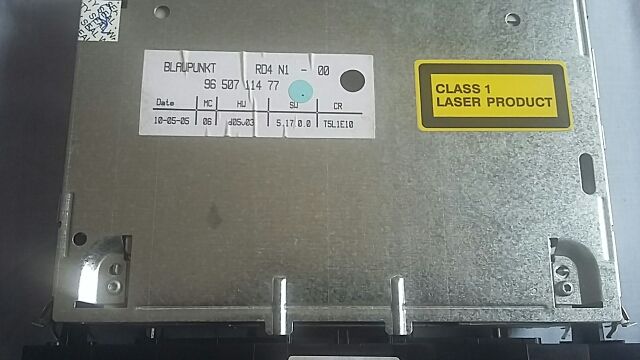 BLAUPUNKT RD4 N1 - 00
96 507 114 77
Date MC HW SW CR
10-05-05 06 d05w03 5.17 0.0 T5L1E10
CLASS 1
LASER PRODUCT